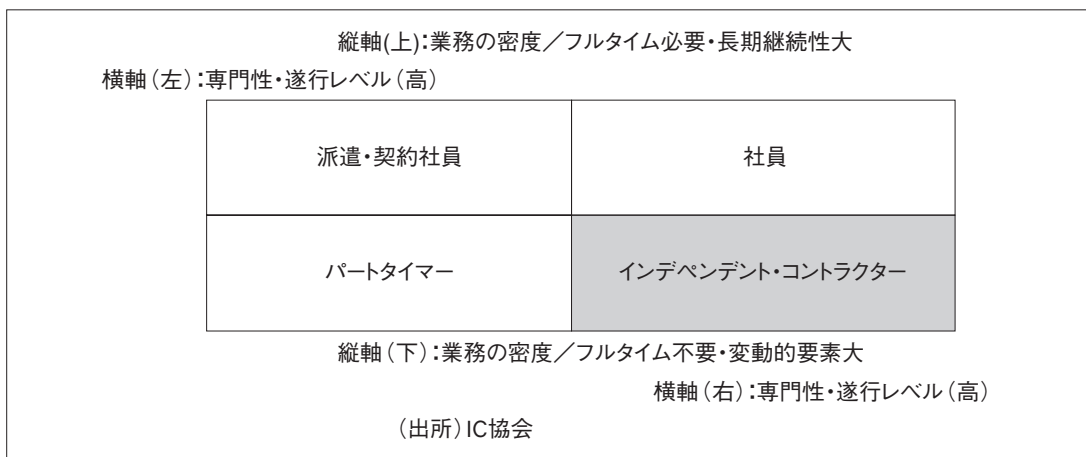 縦軸(上):業務の密度／フルタイム必要・長期継続性大
横軸(左):専門性・遂行レベル(高)
派遣・契約社員
社員
パートタイマー
インデペンデント・コントラクター
縦軸(下):業務の密度／フルタイム不要・変動的要素大
横軸(右):専門性・遂行レベル(高)
(出所)IC協会